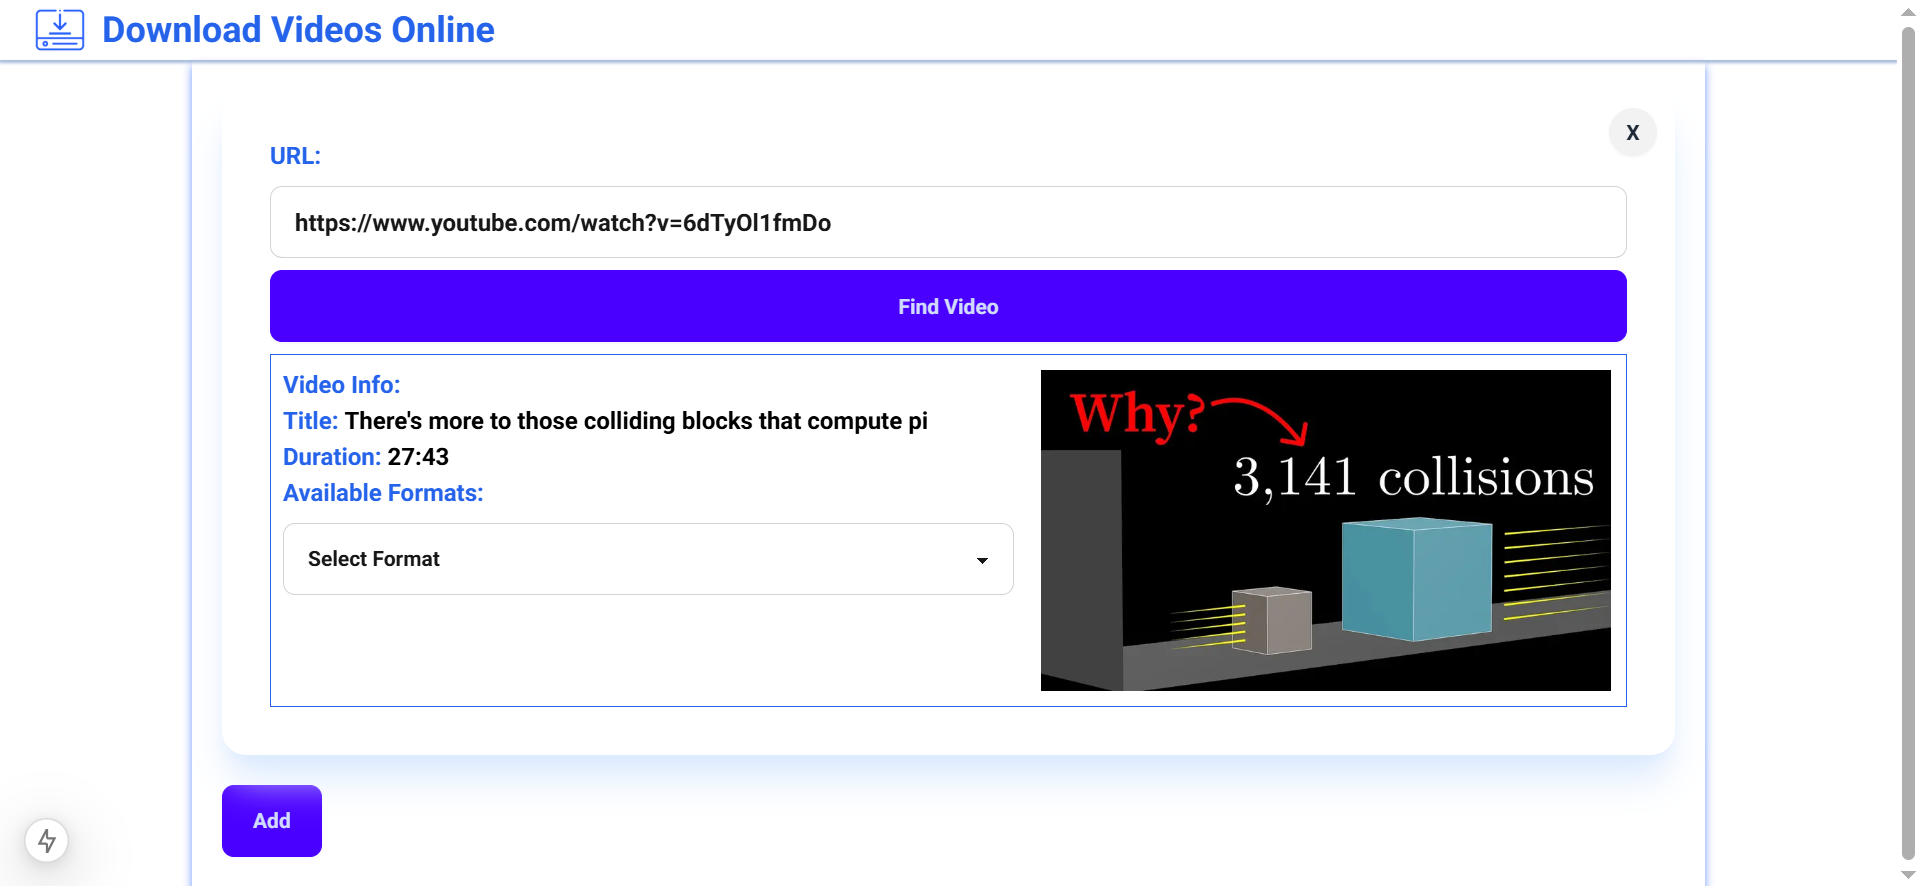 Download Videos Online
X
URL:
https://www.youtube.com/watch?v=6dTyOl1fmDo
Find Video
Video Info:
Title: There's more to those colliding blocks that compute pi
Duration: 27:43
Available Formats:
Select Format
Why?
3,141 collisions
Add